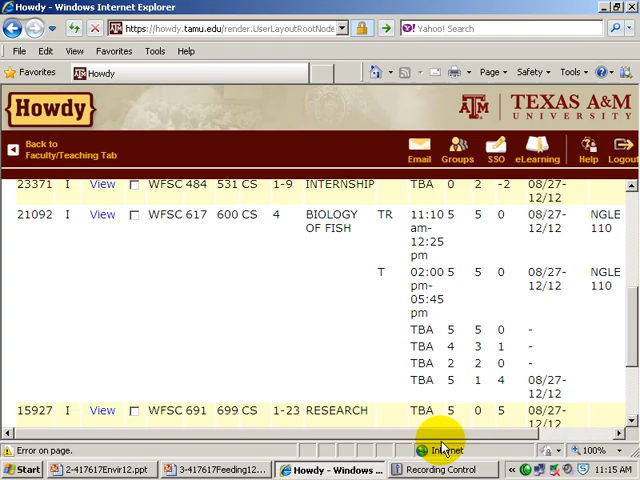 Howdy - Windows Internet Explorer
https://howdy.tamu.edu/render.UserLayoutRootNode
Yahoo! Search
File Edit View Favorites Tools Help
Favorites Howdy Page Safety Tools
Howdy TEXAS A&M UNIVERSITY
Back to Faculty/Teaching Tab Email Groups SSO eLearning Help Logout
23371 I View WFSC 484 531 CS 1-9 INTERNSHIP TBA 0 2 -2 08/27-
12/12
21092 I View WFSC 617 600 CS 4 BIOLOGY TR 11:10 5 5 0 08/27- NGLE
OF FISH am- 12/12 110
12:25
pm
T 02:00 5 5 0 08/27- NGLE
pm- 12/12 110
05:45
pm
TBA 5 5 0 -
TBA 4 3 1 -
TBA 2 2 0 -
TBA 5 1 4 08/27-
12/12
15927 I View WFSC 691 699 CS 1-23 RESEARCH TBA 5 0 5 08/27-
12/12
Error on page. Internet 100%
Start 2-417617Envir12.ppt 3-417617Feeding12... Howdy - Windows ... Recording Control « 11:15 AM